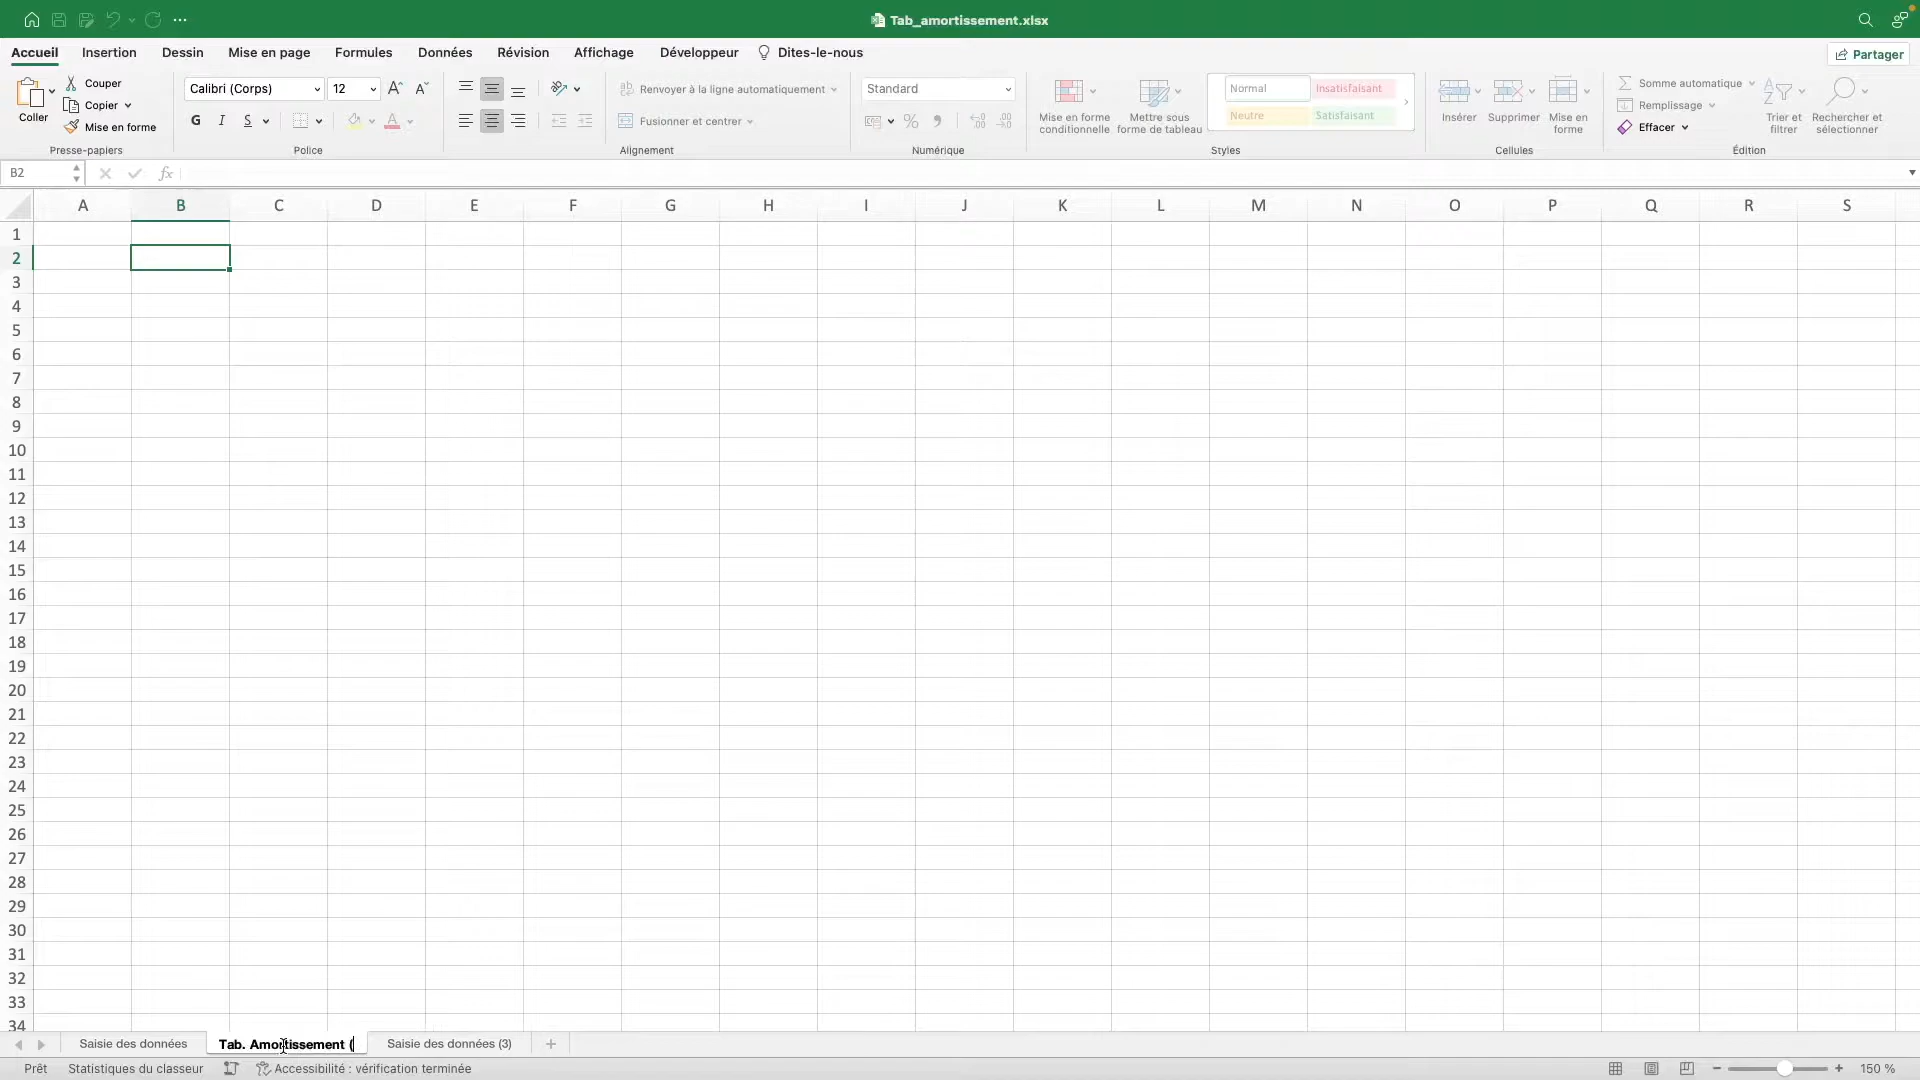 Tab_amortissement.xlsx
Accueil Insertion Dessin Mise en page Formules Données Révision Affichage Développeur Dites-le-nous Partager
Coller Couper Copier Mise en forme
Presse-papiers
Calibri (Corps) 12
G I S
Police
Renvoyer à la ligne automatiquement
Fusionner et centrer
Alignement
Standard
%
Numérique
Mise en forme conditionnelle
Mettre sous forme de tableau
Normal Insatisfaisant
Neutre Satisfaisant
Styles
Insérer Supprimer Mise en forme
Cellules
Somme automatique
Remplissage
Effacer
Trier et filtrer
Rechercher et sélectionner
Édition
B2 fx
A B C D E F G H I J K L M N O P Q R S
1
2
3
4
5
6
7
8
9
10
11
12
13
14
15
16
17
18
19
20
21
22
23
24
25
26
27
28
29
30
31
32
33
34
Saisie des données Tab. Amortissement ( Saisie des données (3) +
Prêt Statistiques du classeur Accessibilité : vérification terminée 150 %